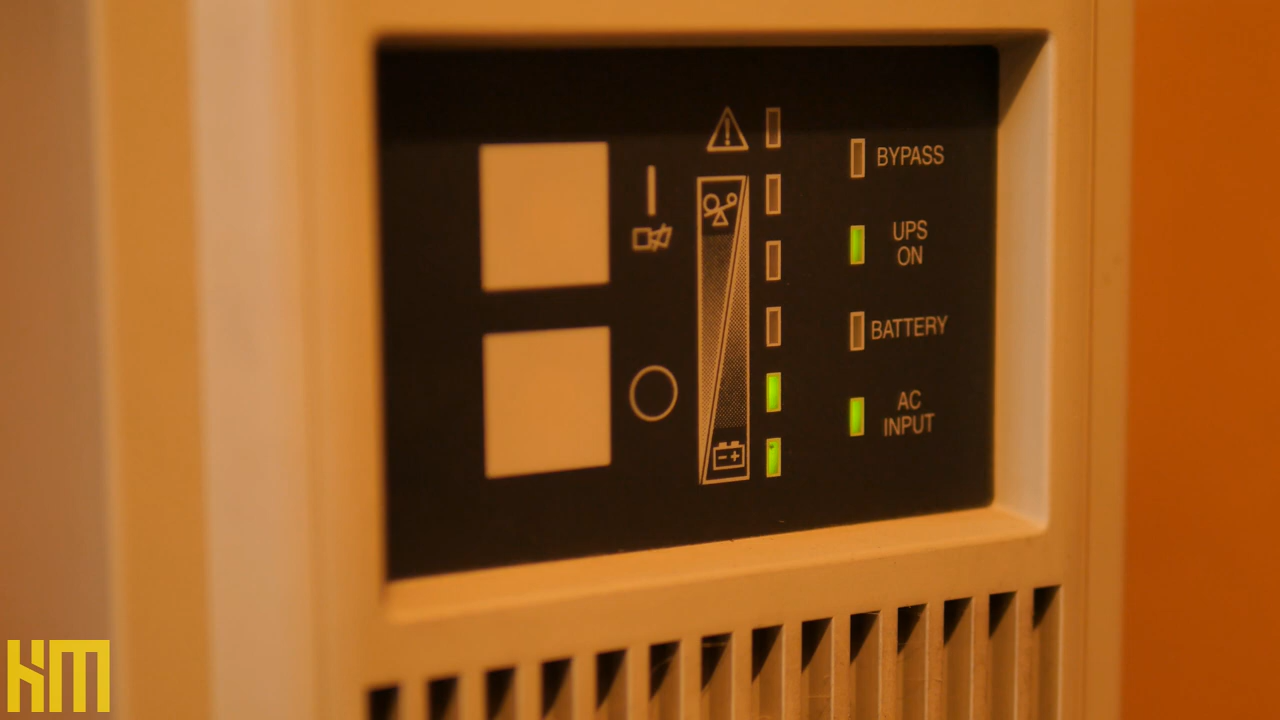 BYPASS
UPS
ON
BATTERY
AC
INPUT
HM